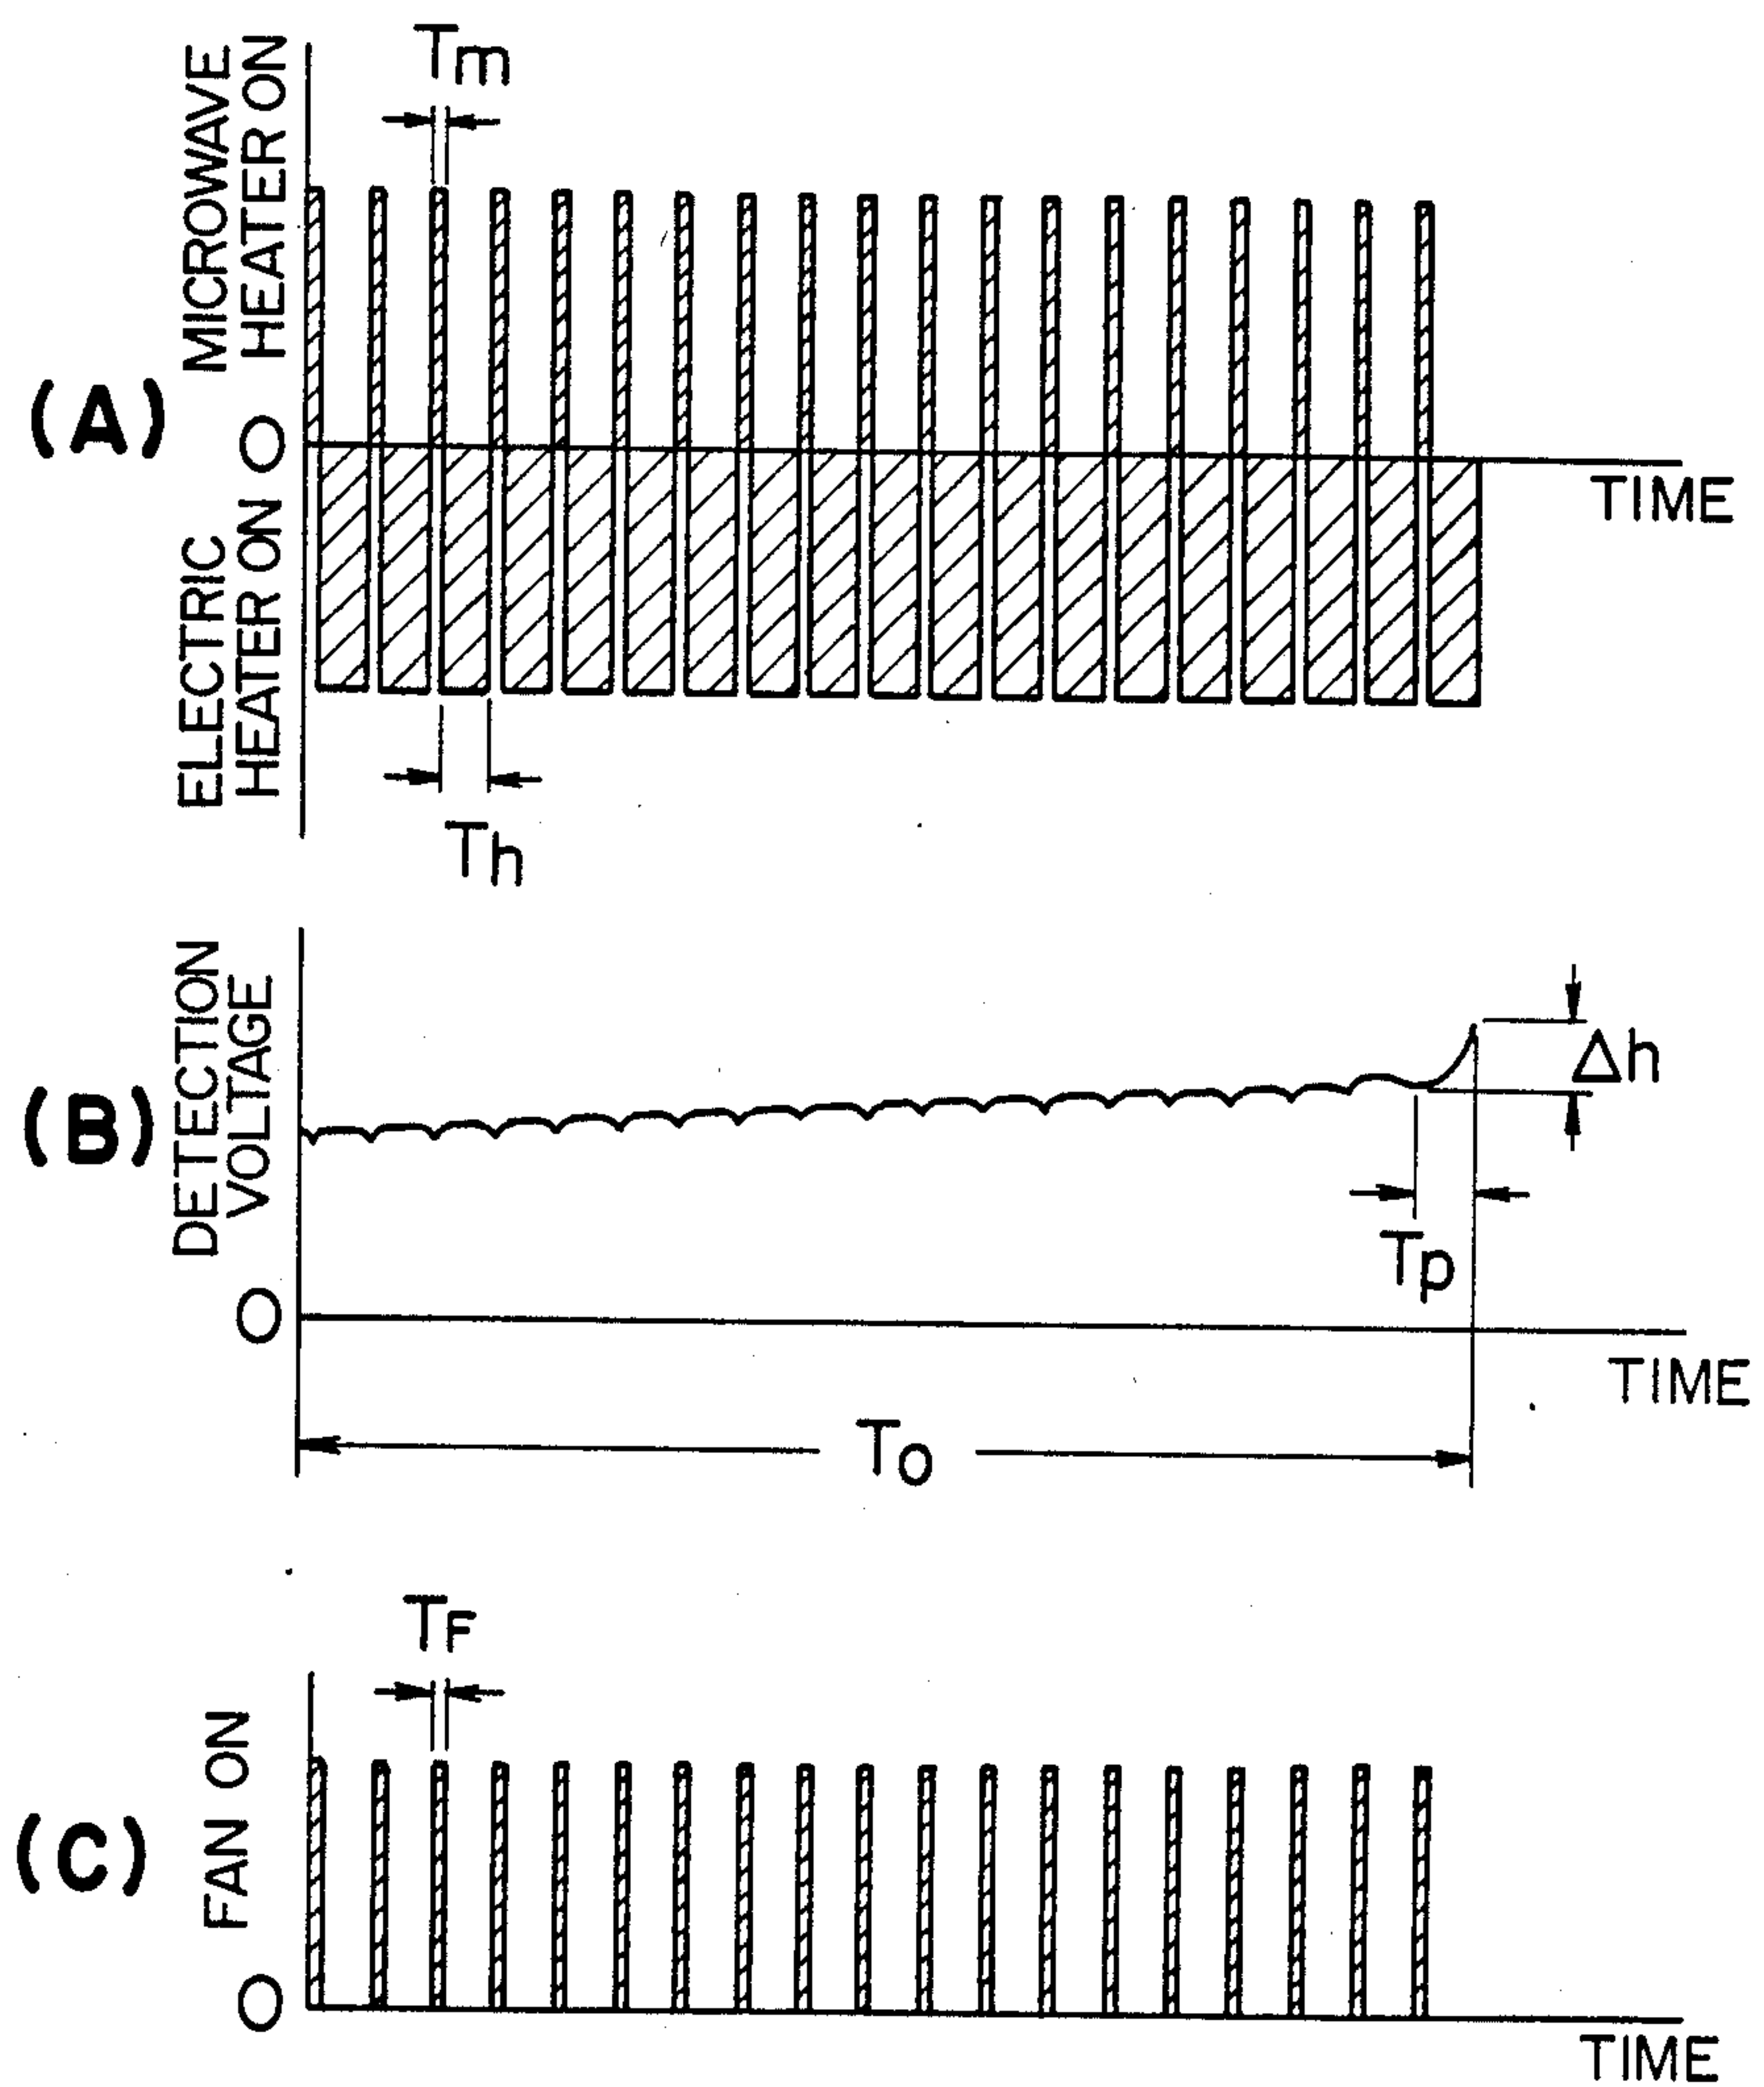 (A)
MICROWAVE
HEATER ON
O
ELECTRIC
HEATER ON
Tm
Th
TIME
(B)
DETECTION
VOLTAGE
O
Δh
Tp
TIME
To
(C)
FAN ON
O
TF
TIME